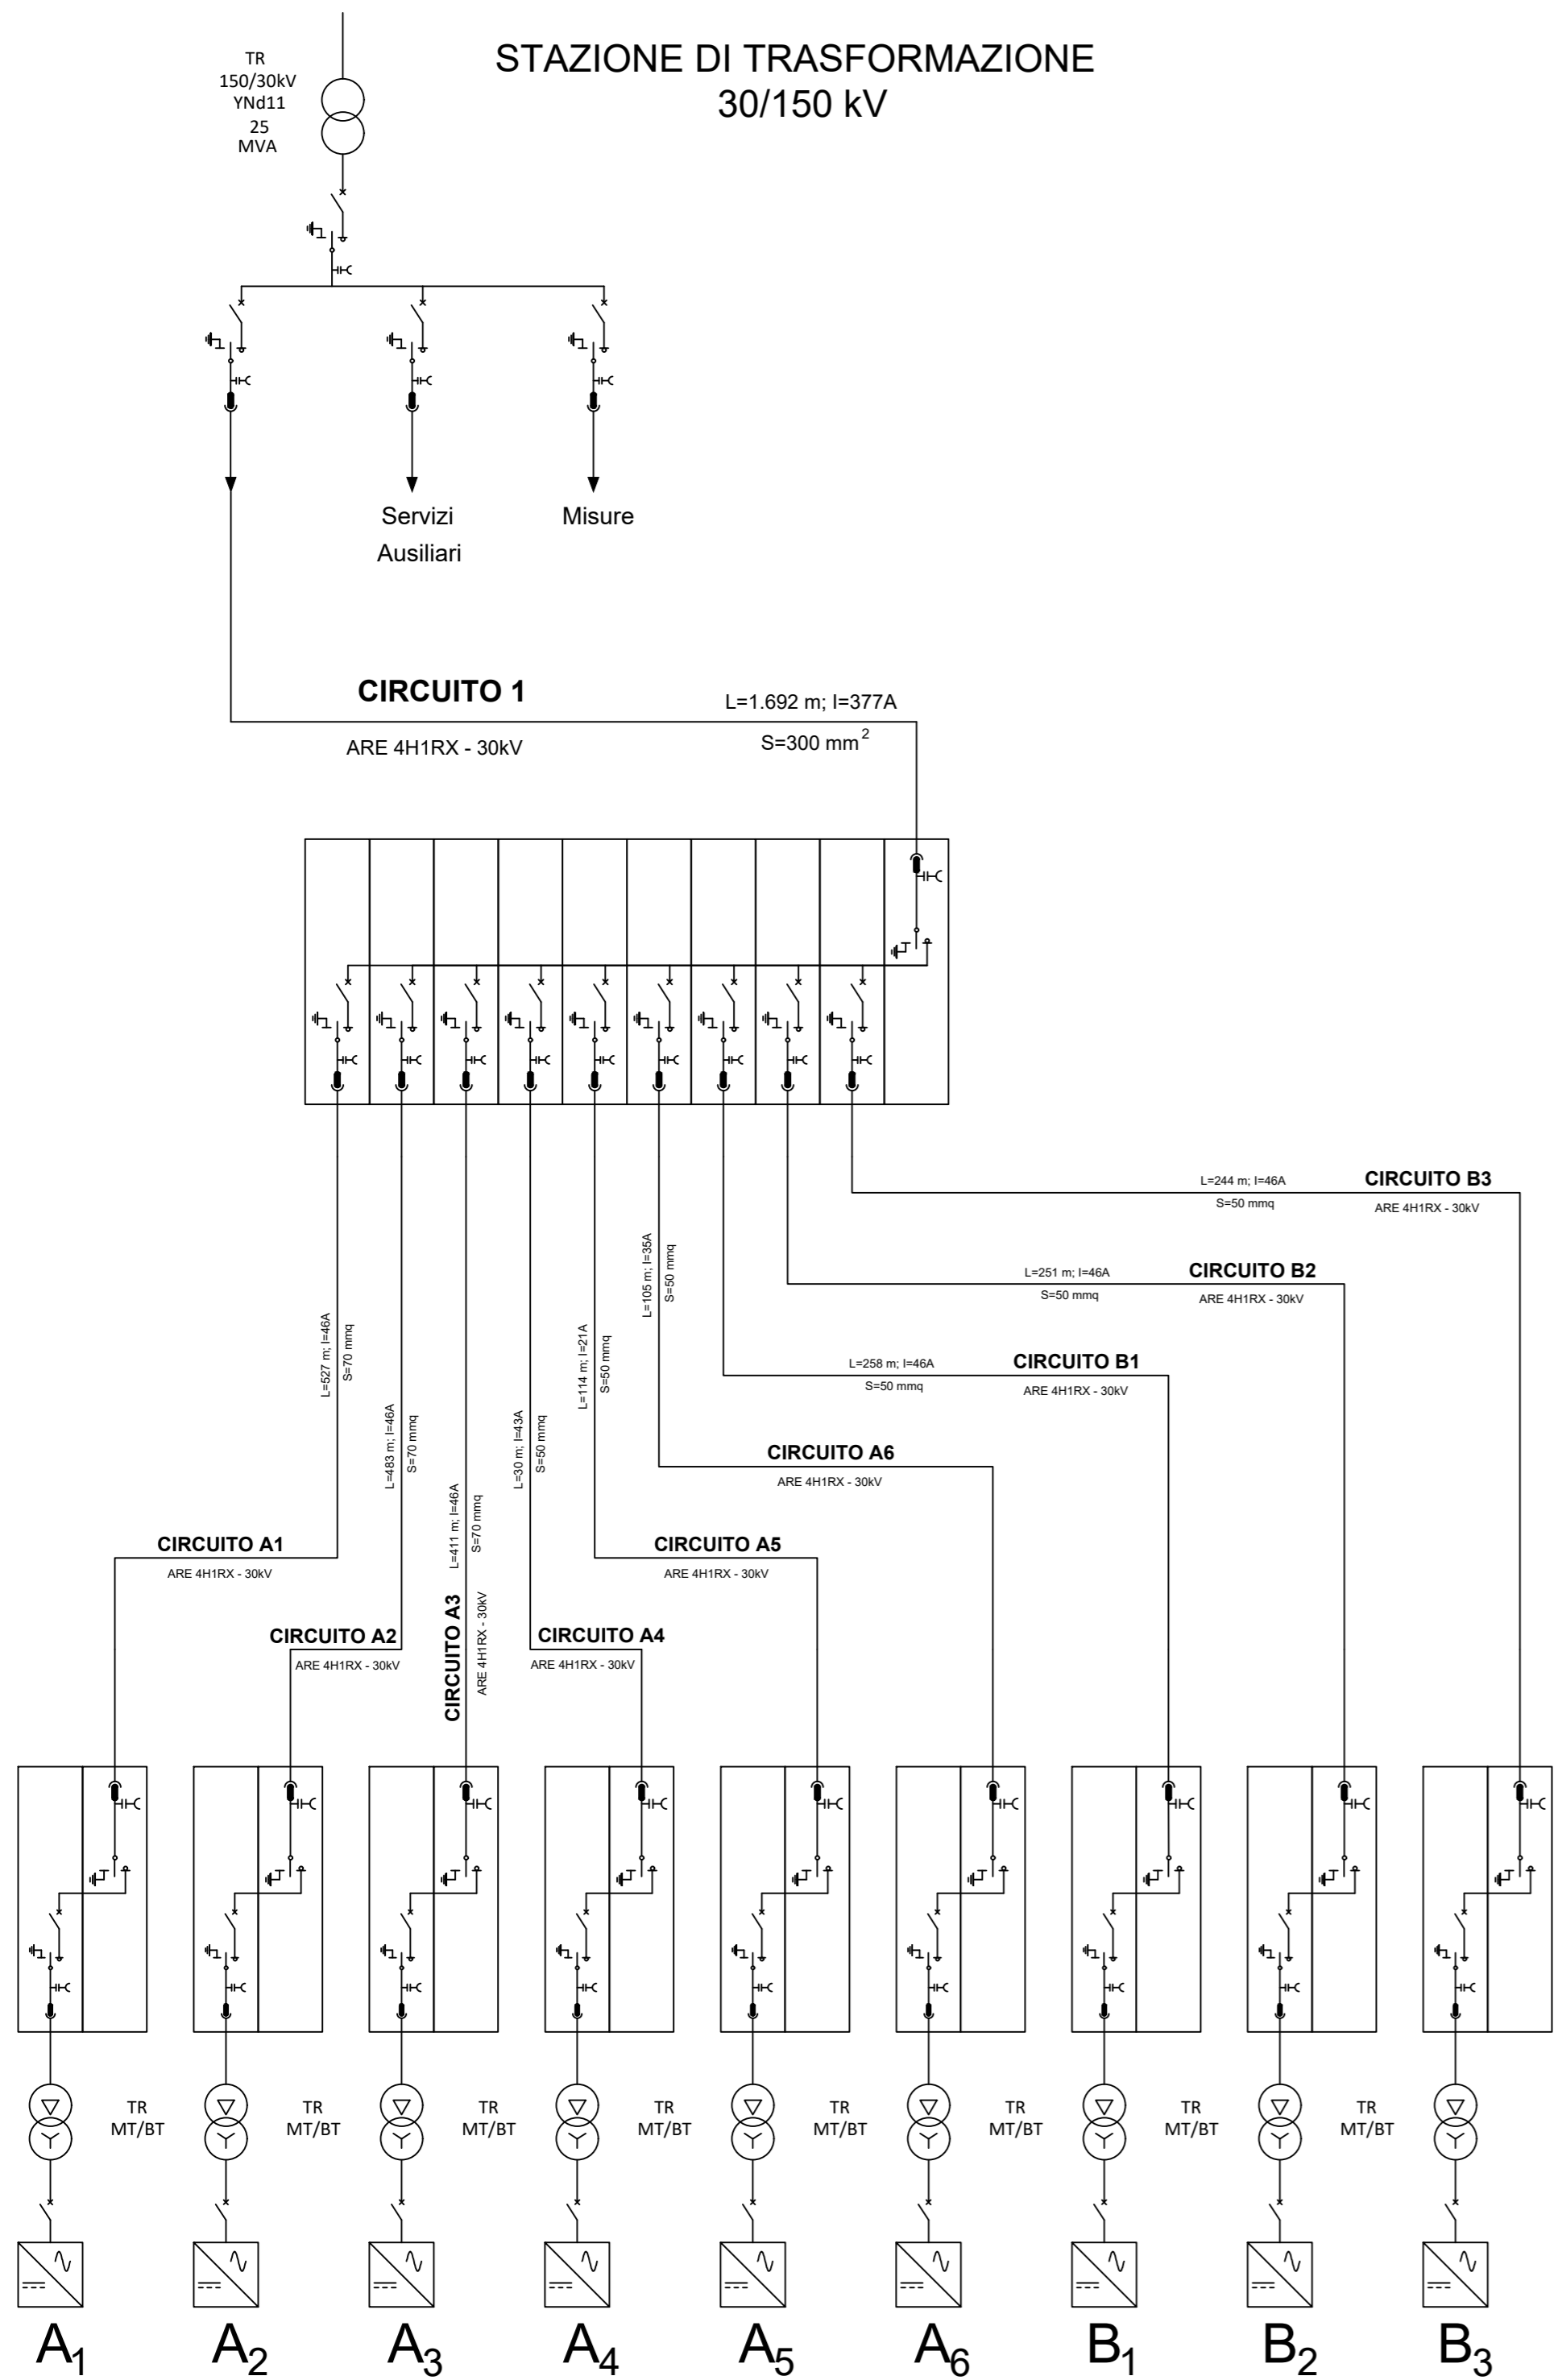 STAZIONE DI TRASFORMAZIONE
30/150 kV
TR
150/30kV
YNd11
25
MVA
Servizi
Ausiliari
Misure
CIRCUITO 1
L=1.692 m; I=377A
ARE 4H1RX - 30kV
S=300 mm²
L=244 m; I=46A
CIRCUITO B3
S=50 mmq
ARE 4H1RX - 30kV
L=251 m; I=46A
CIRCUITO B2
S=50 mmq
ARE 4H1RX - 30kV
L=258 m; I=46A
CIRCUITO B1
S=50 mmq
ARE 4H1RX - 30kV
L=105 m; I=35A
S=50 mmq
CIRCUITO A6
ARE 4H1RX - 30kV
L=114 m; I=21A
S=50 mmq
CIRCUITO A5
ARE 4H1RX - 30kV
L=527 m; I=46A
S=70 mmq
CIRCUITO A1
ARE 4H1RX - 30kV
L=483 m; I=46A
S=70 mmq
CIRCUITO A2
ARE 4H1RX - 30kV
L=411 m; I=46A
S=70 mmq
CIRCUITO A3
ARE 4H1RX - 30kV
L=30 m; I=43A
S=50 mmq
CIRCUITO A4
ARE 4H1RX - 30kV
TR
MT/BT
TR
MT/BT
TR
MT/BT
TR
MT/BT
TR
MT/BT
TR
MT/BT
TR
MT/BT
TR
MT/BT
A₁
A₂
A₃
A₄
A₅
A₆
B₁
B₂
B₃